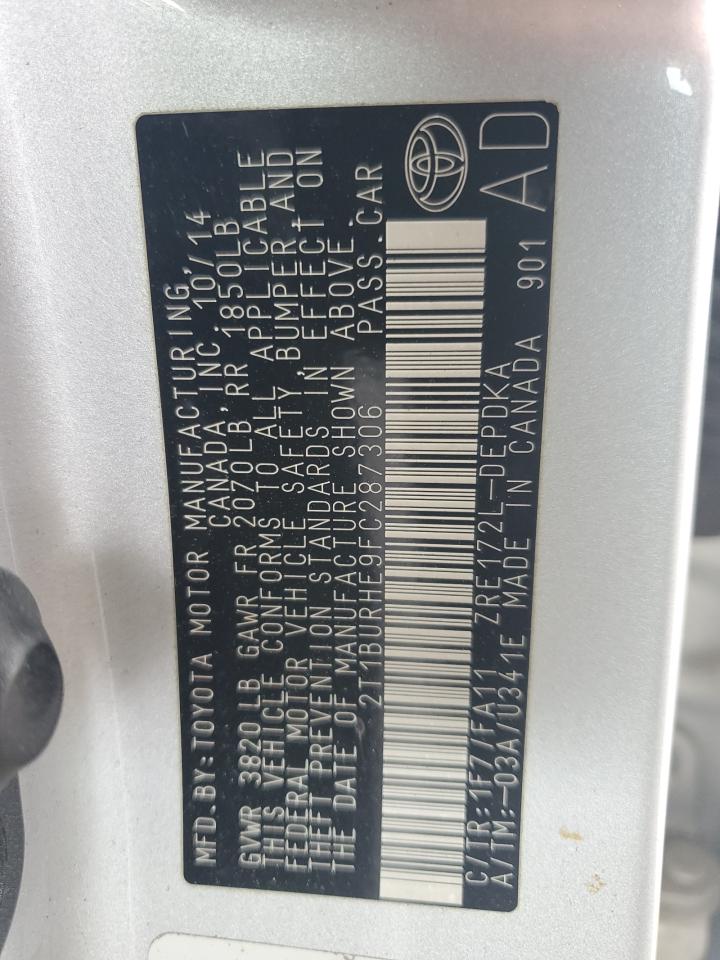 MFD.BY:TOYOTA MOTOR MANUFACTURING,
CANADA, INC. 10/14
GVWR 3820LB GAWR FR 2070LB, RR 1850LB
THIS VEHICLE CONFORMS TO ALL APPLICABLE
FEDERAL MOTOR VEHICLE SAFETY, BUMPER,AND
THEFT PREVENTION STANDARDS IN EFFECT ON
THE DATE OF MANUFACTURE SHOWN ABOVE.
2T1BURHE9FC287306 PASS.CAR
C/TR:1F7/FA11 ZRE172L-DEPDKA
A/TM:-03A/U341E MADE IN CANADA 901
AD